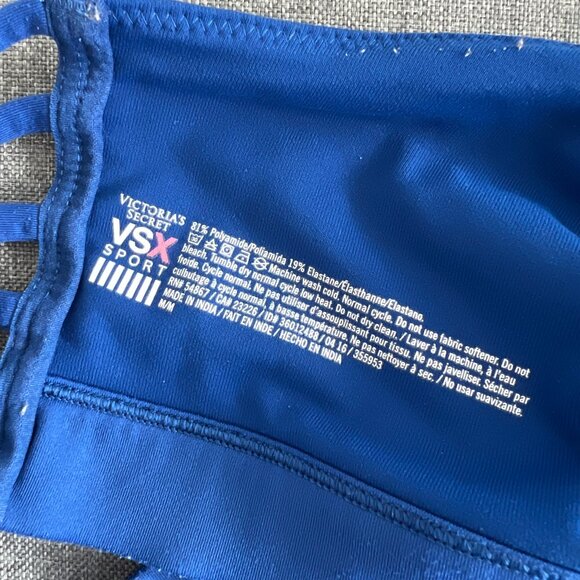 VICTORIA'S
SECRET
VSX
SPORT
81% Polyamide/Poliamida 19% Elastane/Élasthanne/Elastano.
Machine wash cold. Normal cycle. Do not use fabric softener. Do not
bleach. Tumble dry normal cycle low heat. Do not dry clean. / Laver à la machine, à l'eau
froide. Cycle normal. Ne pas utiliser d'assouplissant pour tissu. Ne pas javelliser. Sécher par
culbutage à cycle normal, à basse température. Ne pas nettoyer à sec. / No usar suavizante.
RN# 54867 / CA# 23226 / ID# 36012488 / 04 16 / 355953
MADE IN INDIA / FAIT EN INDE / HECHO EN INDIA
M/M